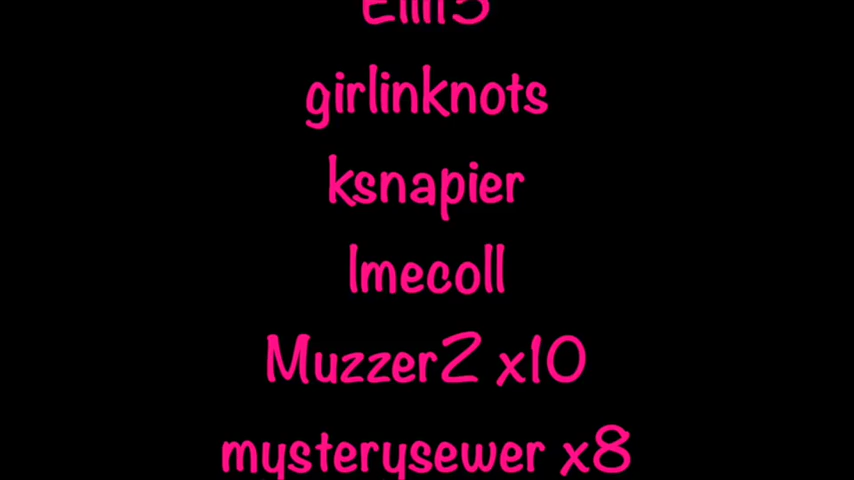 girlinknots
ksnapier
lmecoll
Muzzer2 x10
mysterysewer x8